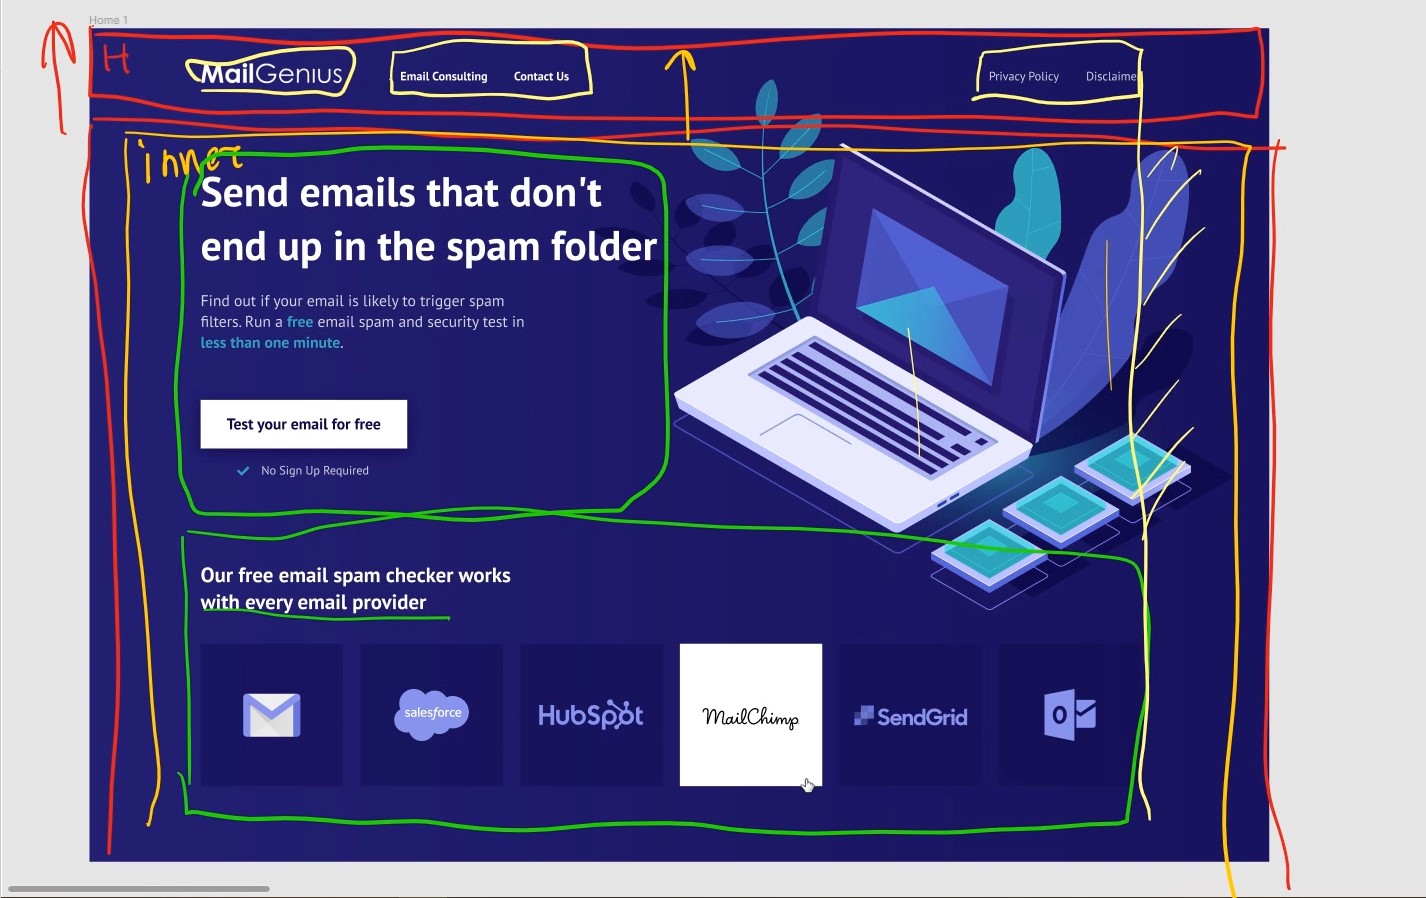 Home 1
H
MailGenius
Email Consulting
Contact Us
Privacy Policy
Disclaime
inner
Send emails that don't
end up in the spam folder
Find out if your email is likely to trigger spam
filters. Run a free email spam and security test in
less than one minute.
Test your email for free
No Sign Up Required
Our free email spam checker works
with every email provider
salesforce
HubSpot
MailChimp
SendGrid
O